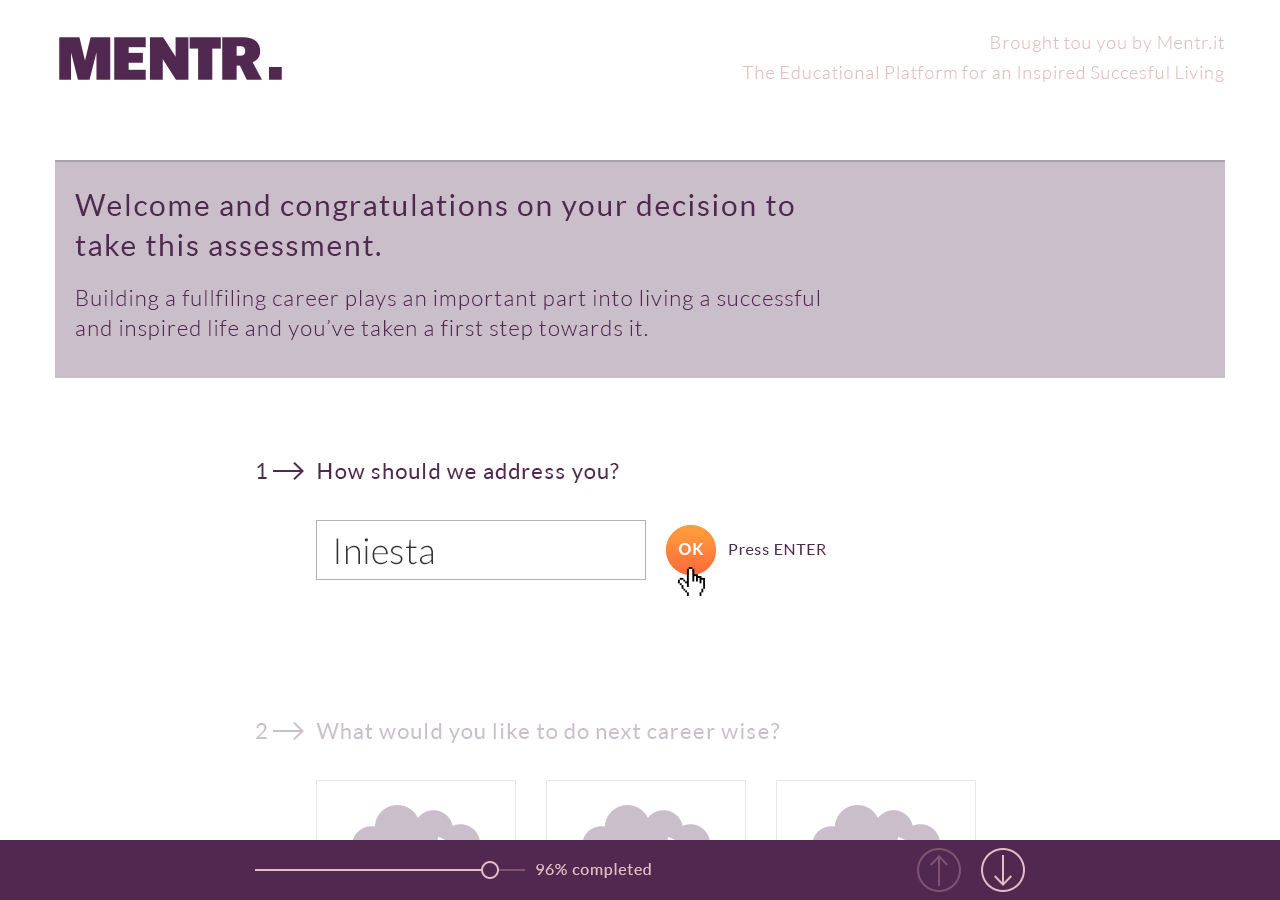 MENTR.
Brought tou you by Mentr.it
The Educational Platform for an Inspired Succesful Living
Welcome and congratulations on your decision to
take this assessment.
Building a fullfiling career plays an important part into living a successful
and inspired life and you’ve taken a first step towards it.
1 → How should we address you?
Iniesta OK Press ENTER
2 → What would you like to do next career wise?
96% completed